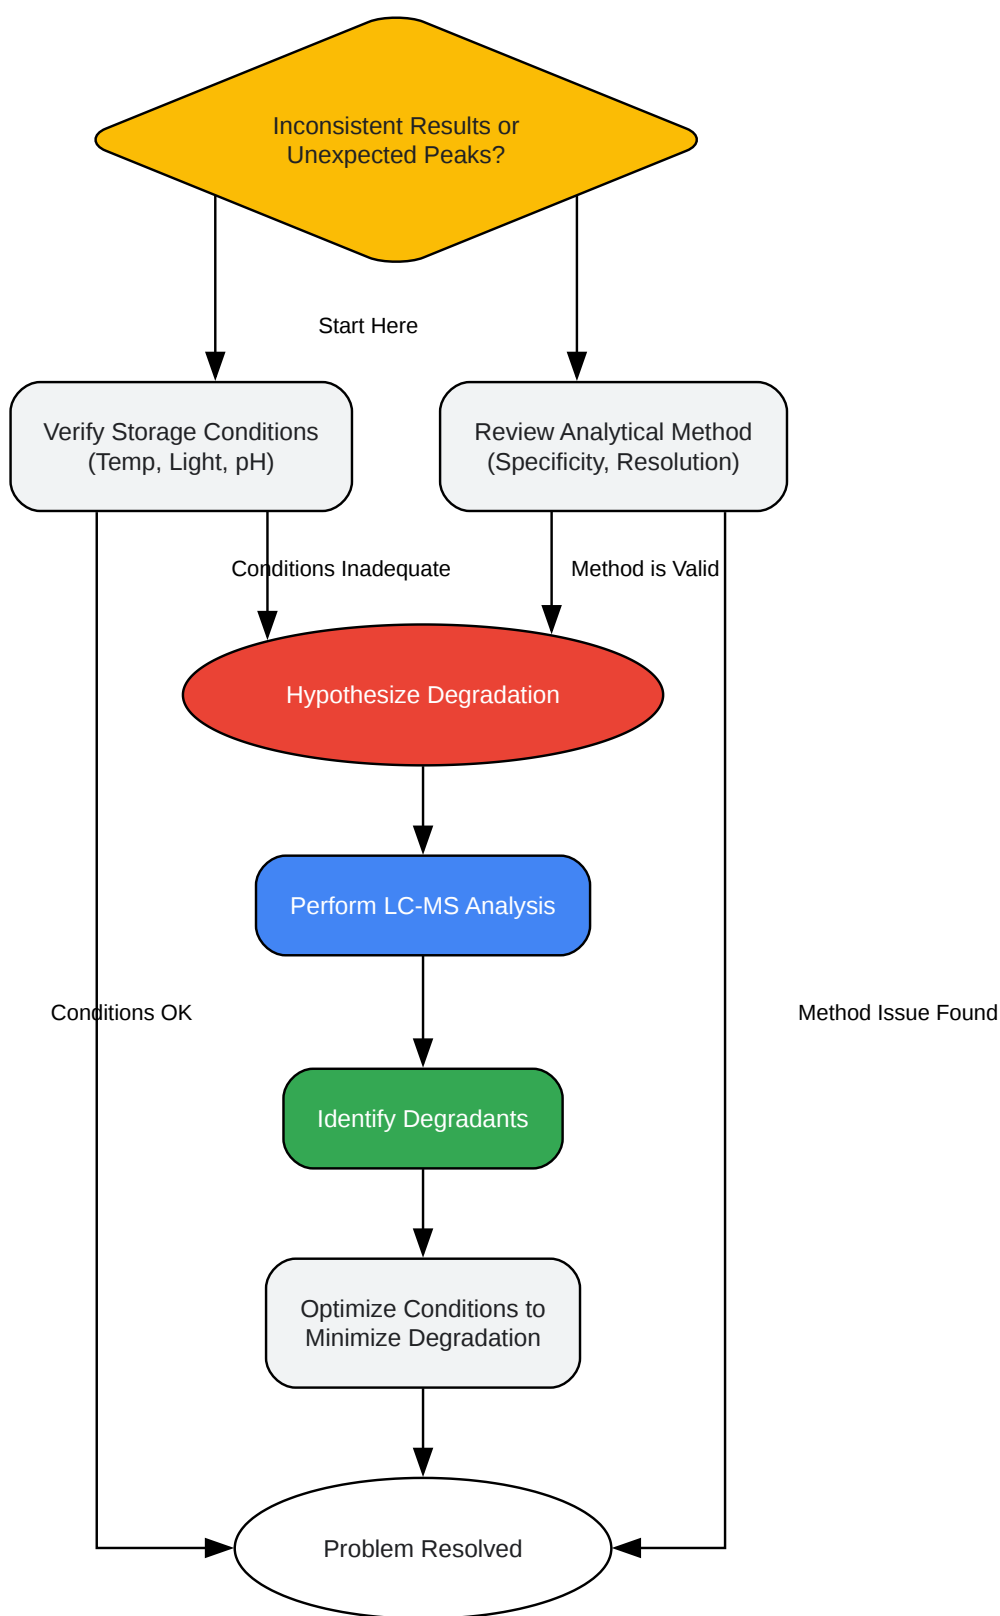 Inconsistent Results or
Unexpected Peaks?
Start Here
Verify Storage Conditions
(Temp, Light, pH)
Review Analytical Method
(Specificity, Resolution)
Conditions Inadequate
Method is Valid
Hypothesize Degradation
Perform LC-MS Analysis
Conditions OK
Method Issue Found
Identify Degradants
Optimize Conditions to
Minimize Degradation
Problem Resolved